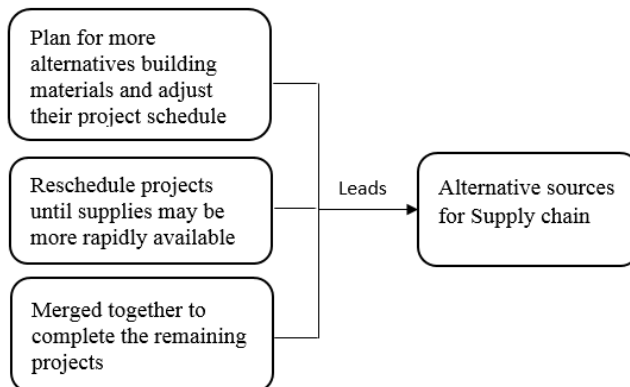 Plan for more
alternatives building
materials and adjust
their project schedule
Reschedule projects
until supplies may be
more rapidly available
Merged together to
complete the remaining
projects
Leads
Alternative sources
for Supply chain